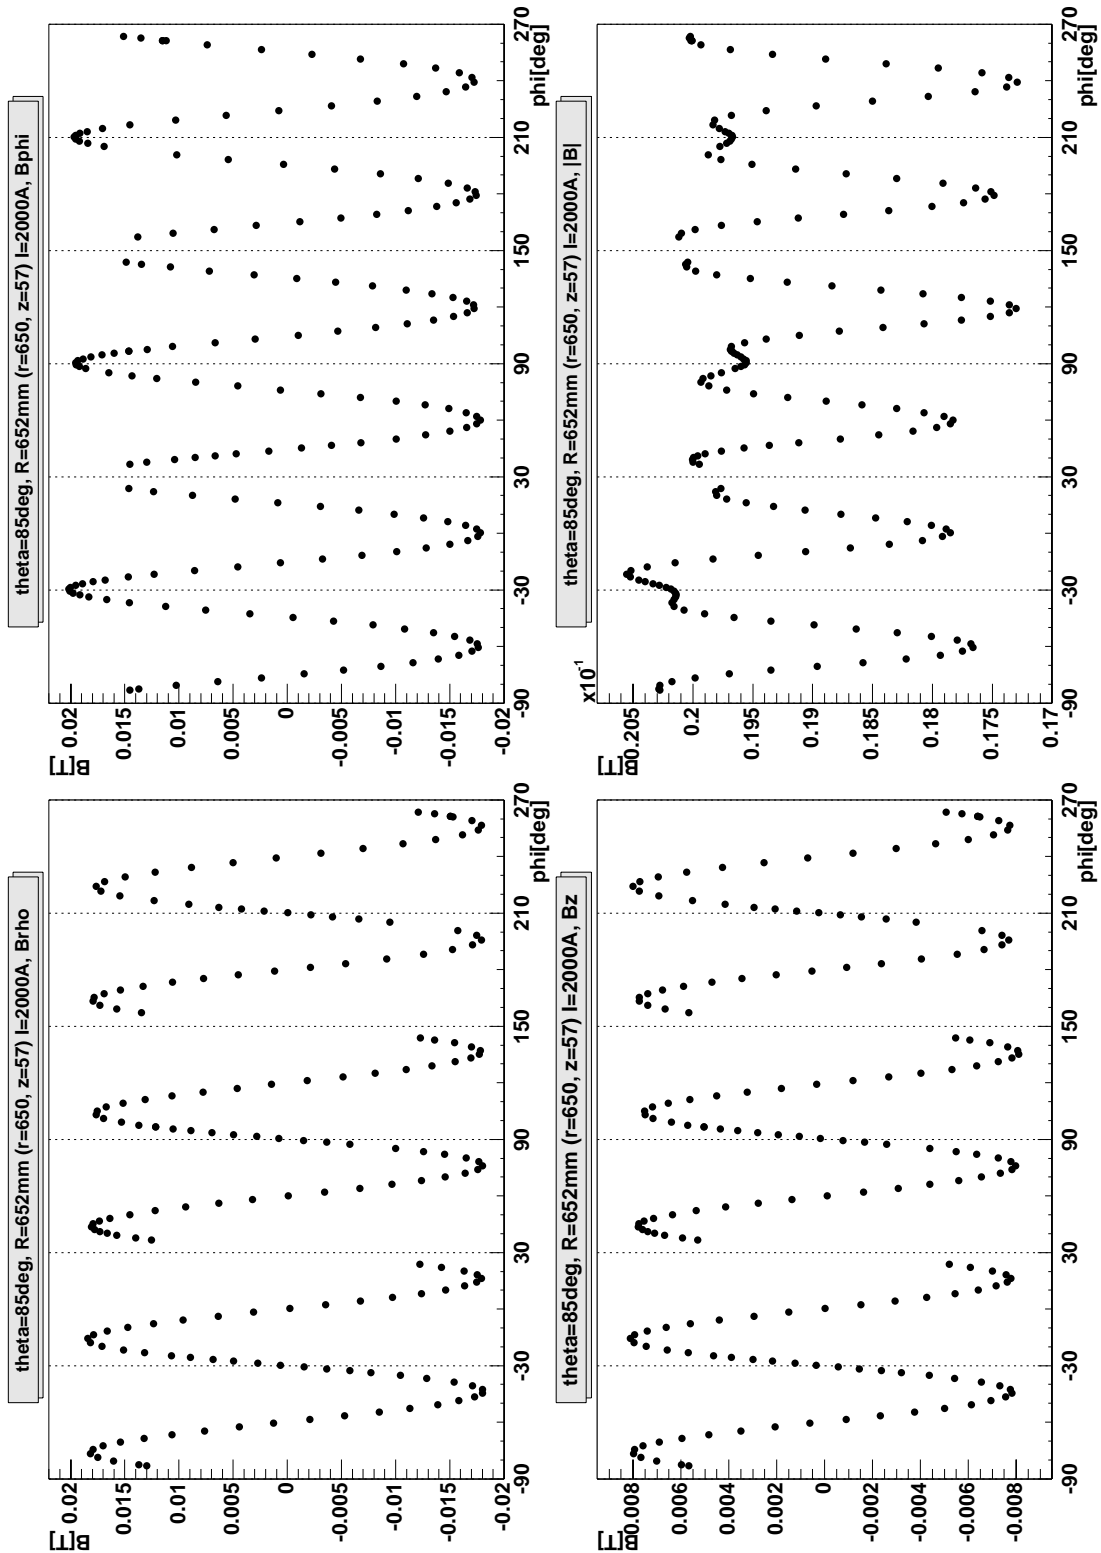 theta=85deg, R=652mm (r=650, z=57) I=2000A, Brho
B[T]
0.02
0.015
0.01
0.005
0
-0.005
-0.01
-0.015
-0.02
-90 -30 30 90 150 210 270
phi[deg]
theta=85deg, R=652mm (r=650, z=57) I=2000A, Bphi
B[T]
0.02
0.015
0.01
0.005
0
-0.005
-0.01
-0.015
-0.02
-90 -30 30 90 150 210 270
phi[deg]
theta=85deg, R=652mm (r=650, z=57) I=2000A, Bz
B[T]
0.008
0.006
0.004
0.002
0
-0.002
-0.004
-0.006
-0.008
-90 -30 30 90 150 210 270
phi[deg]
theta=85deg, R=652mm (r=650, z=57) I=2000A, |B|
x10⁻¹
B[T]
0.205
0.2
0.195
0.19
0.185
0.18
0.175
0.17
-90 -30 30 90 150 210 270
phi[deg]